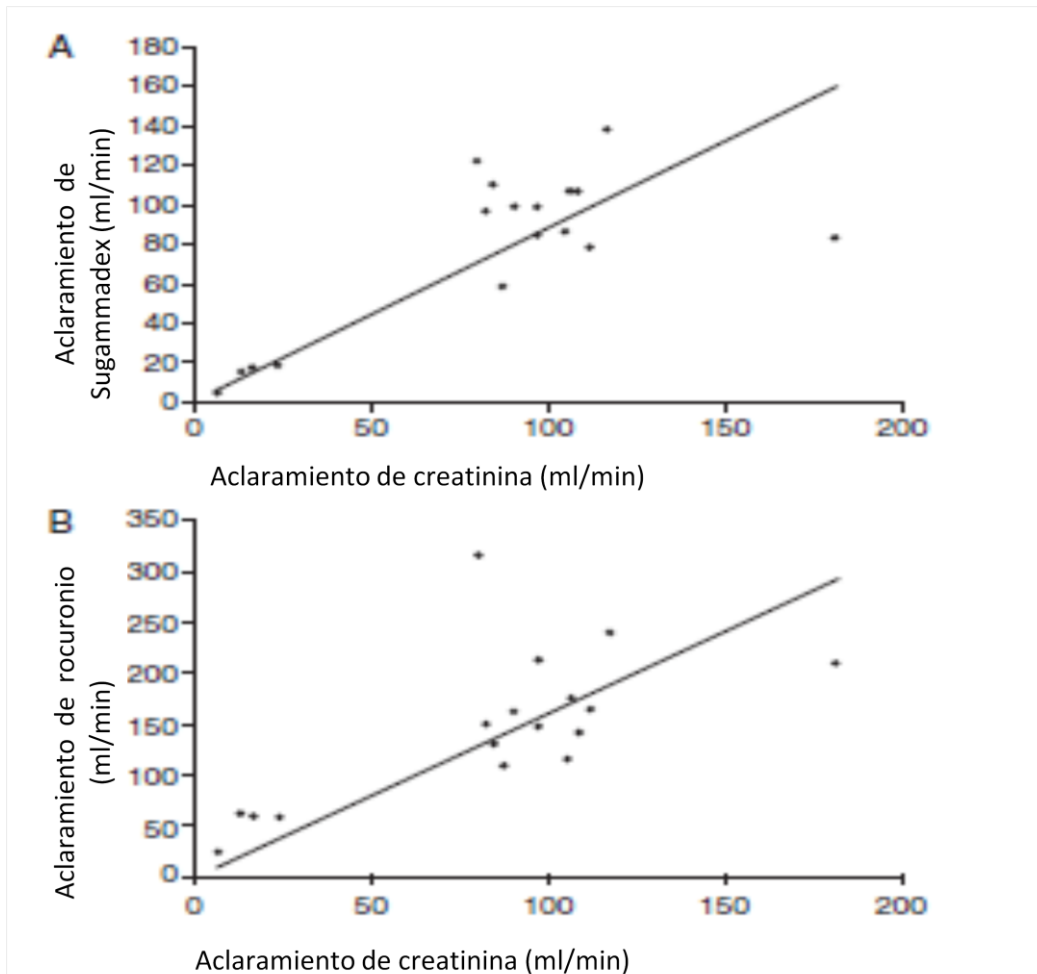 A
180
160
140
120
100
80
60
40
20
0
Aclaramiento de
Sugammadex (ml/min)
0 50 100 150 200
Aclaramiento de creatinina (ml/min)
B
350
300
250
200
150
100
50
0
Aclaramiento de rocuronio
(ml/min)
0 50 100 150 200
Aclaramiento de creatinina (ml/min)